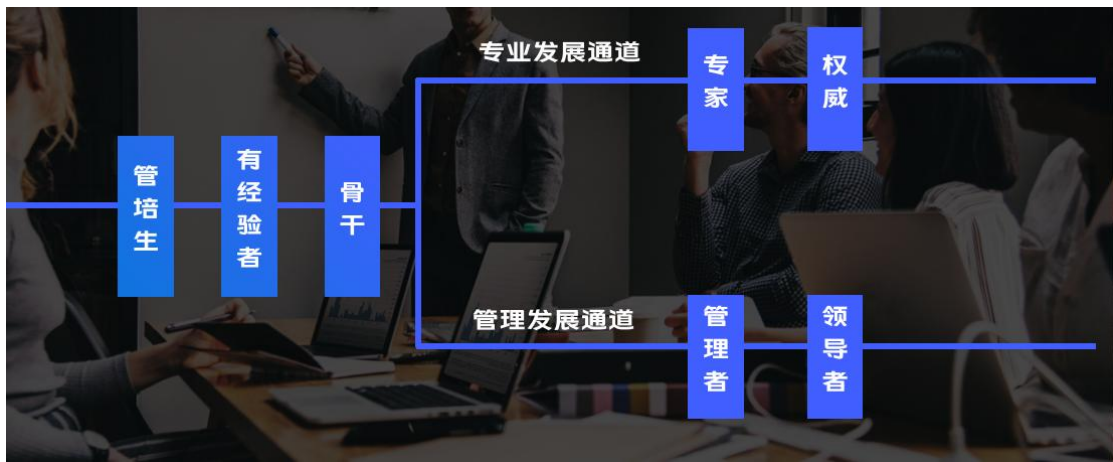 专业发展通道
专家
权威
管培生
有经验者
骨干
管理发展通道
管理者
领导者